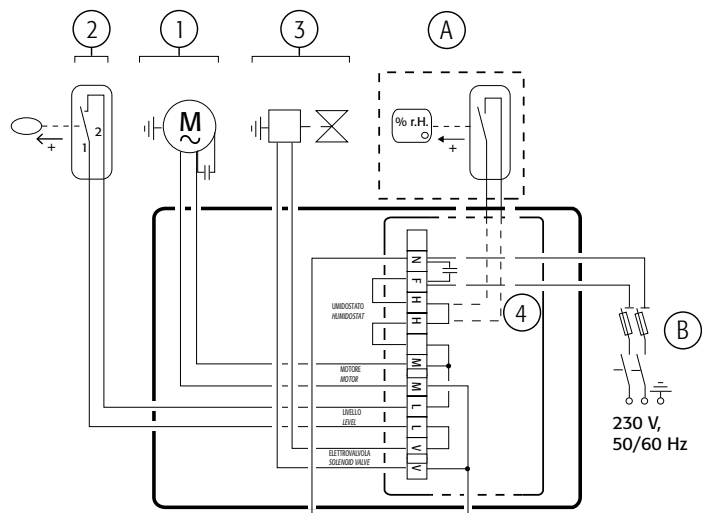 2
1
3
A
% r.H.
+
M
~
1
2
+
N
F
H
H
UMIDOSTATO
HUMIDOSTAT
4
B
M
MOTORE
MOTOR
M
L
LIVELLO
LEVEL
L
V
ELETTROVALVOLA
SOLENOID VALVE
V
230 V,
50/60 Hz